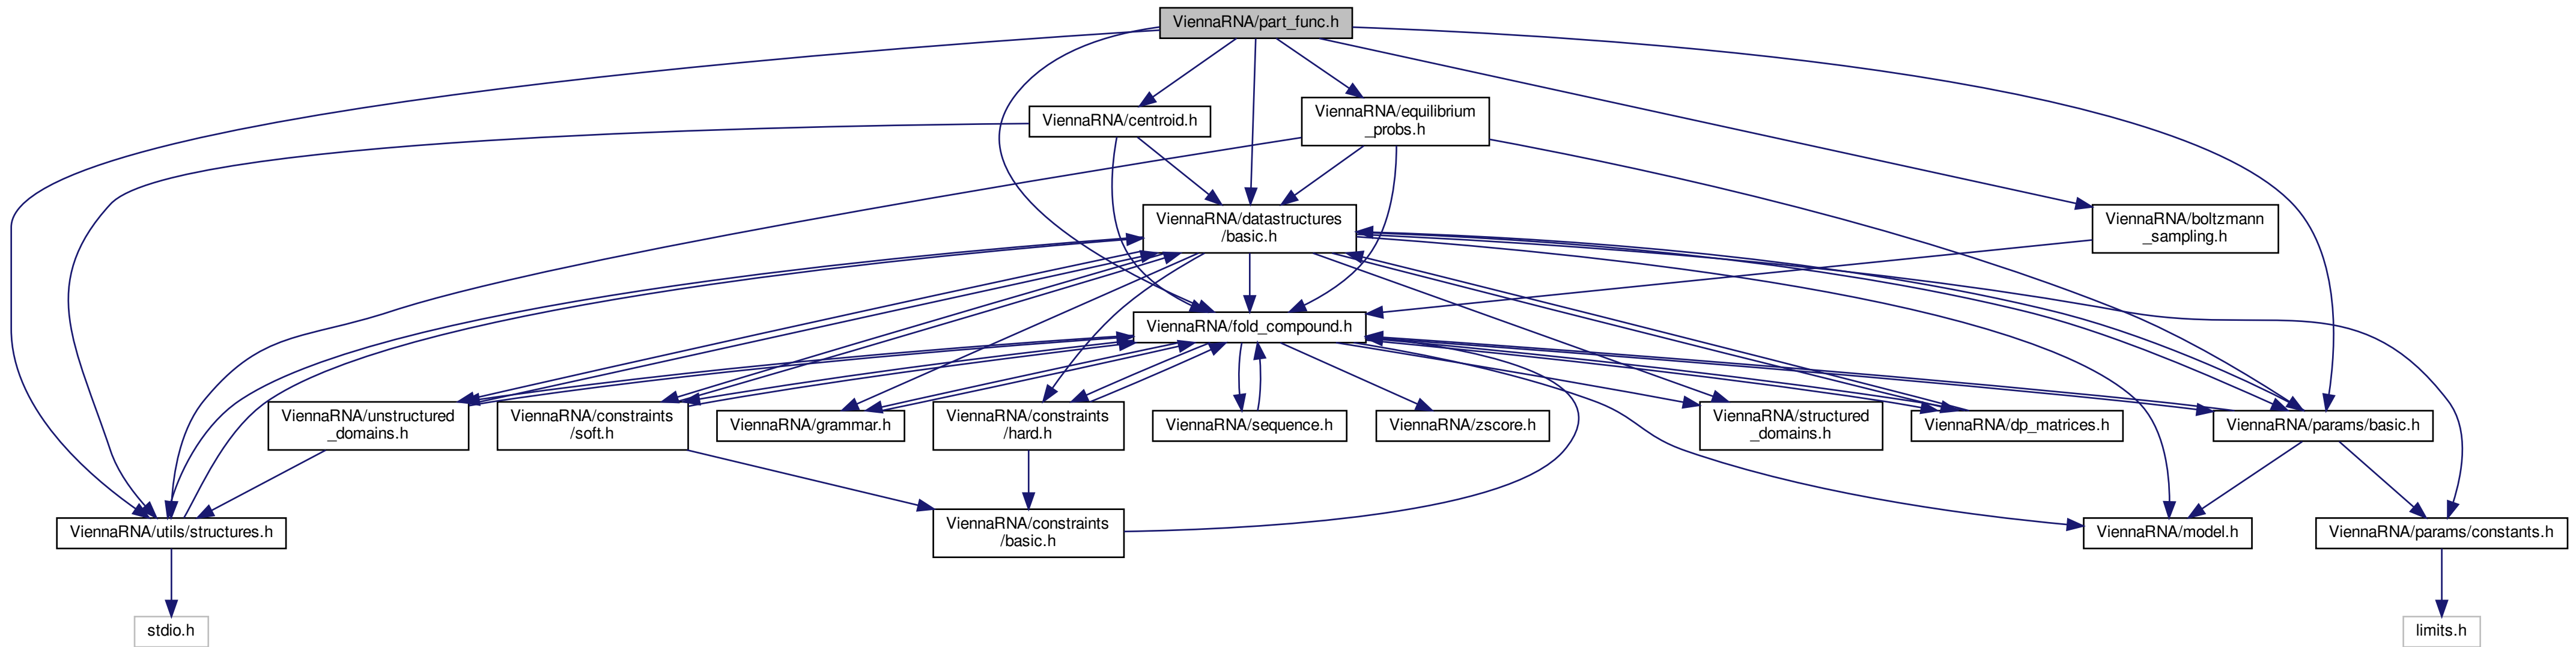 ViennaRNA/part_func.h
ViennaRNA/centroid.h
ViennaRNA/equilibrium
_probs.h
ViennaRNA/datastructures
/basic.h
ViennaRNA/boltzmann
_sampling.h
ViennaRNA/fold_compound.h
ViennaRNA/unstructured
_domains.h
ViennaRNA/constraints
/soft.h
ViennaRNA/grammar.h
ViennaRNA/constraints
/hard.h
ViennaRNA/sequence.h
ViennaRNA/zscore.h
ViennaRNA/structured
_domains.h
ViennaRNA/dp_matrices.h
ViennaRNA/params/basic.h
ViennaRNA/utils/structures.h
ViennaRNA/constraints
/basic.h
ViennaRNA/model.h
ViennaRNA/params/constants.h
stdio.h
limits.h